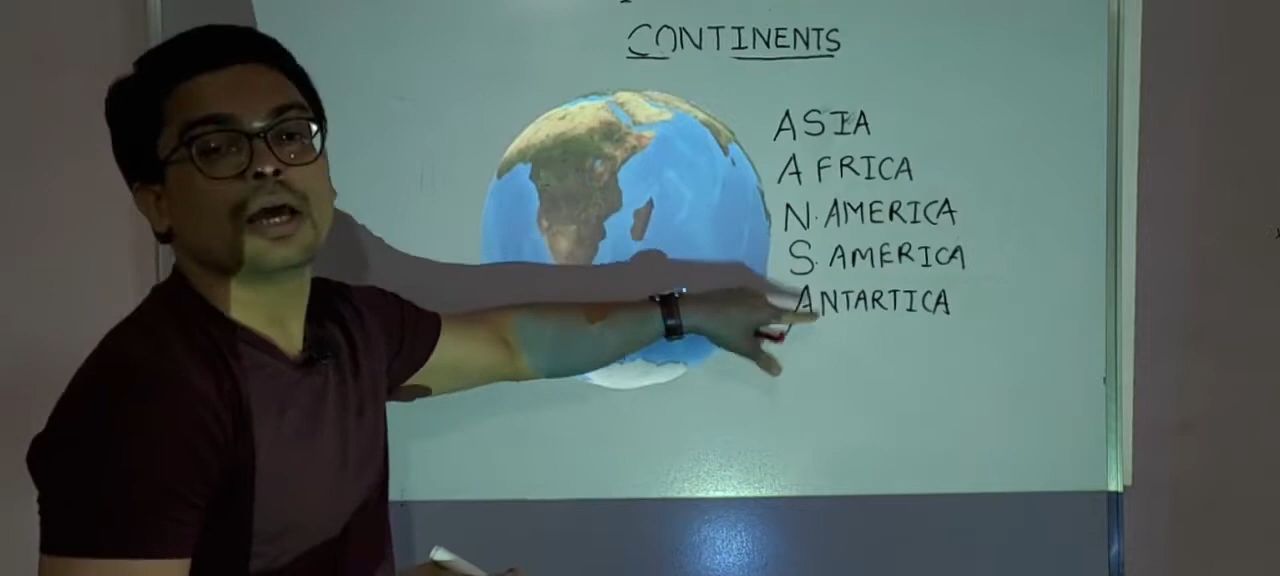 CONTINENTS
ASIA
AFRICA
N. AMERICA
S. AMERICA
ANTARTICA